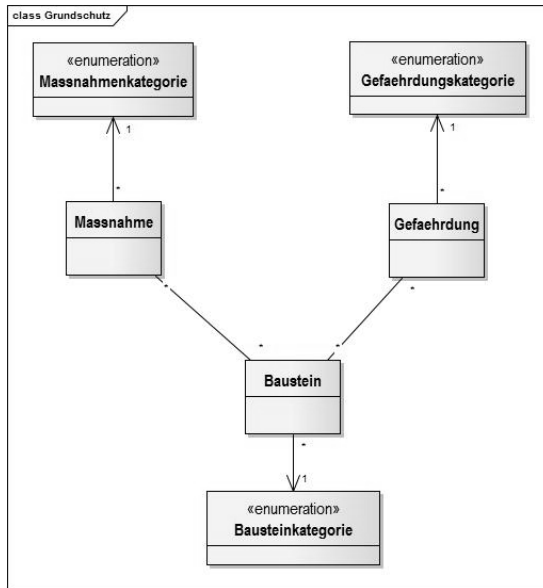 class Grundschutz
«enumeration»
Massnahmenkategorie
«enumeration»
Gefaehrdungskategorie
1
1
*
*
Massnahme
Gefaehrdung
*
*
*
*
Baustein
*
1
«enumeration»
Bausteinkategorie